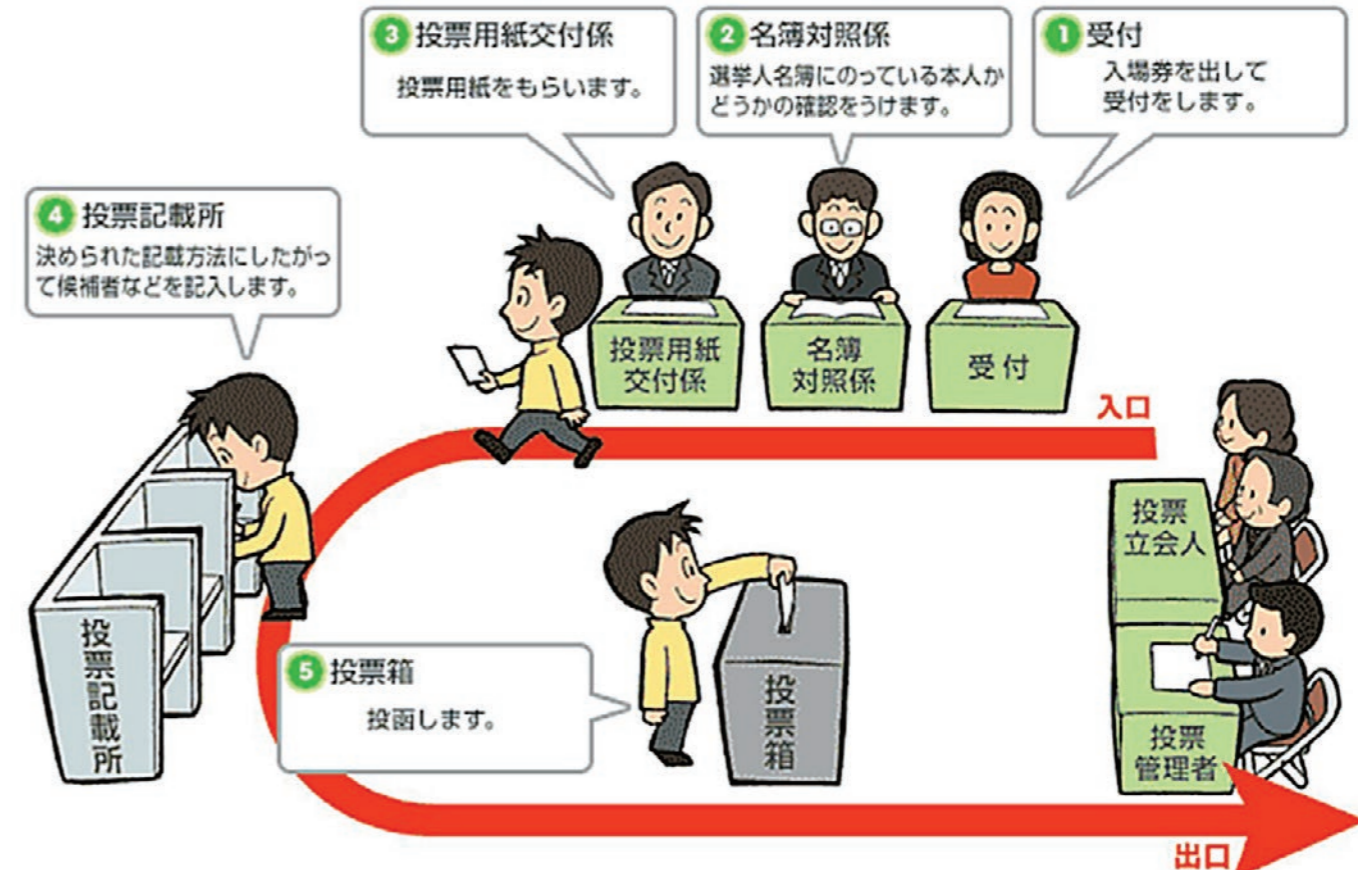 3 投票用紙交付係
投票用紙をもらいます。
2 名簿対照係
選挙人名簿にのっている本人か
どうかの確認をうけます。
1 受付
入場券を出して
受付をします。
4 投票記載所
決められた記載方法にしたがっ
て候補者などを記入します。
投票用紙
交付係
名簿
対照係
受付
入口
投票
立会人
投票記載所
5 投票箱
投函します。
投票箱
投票
管理者
出口